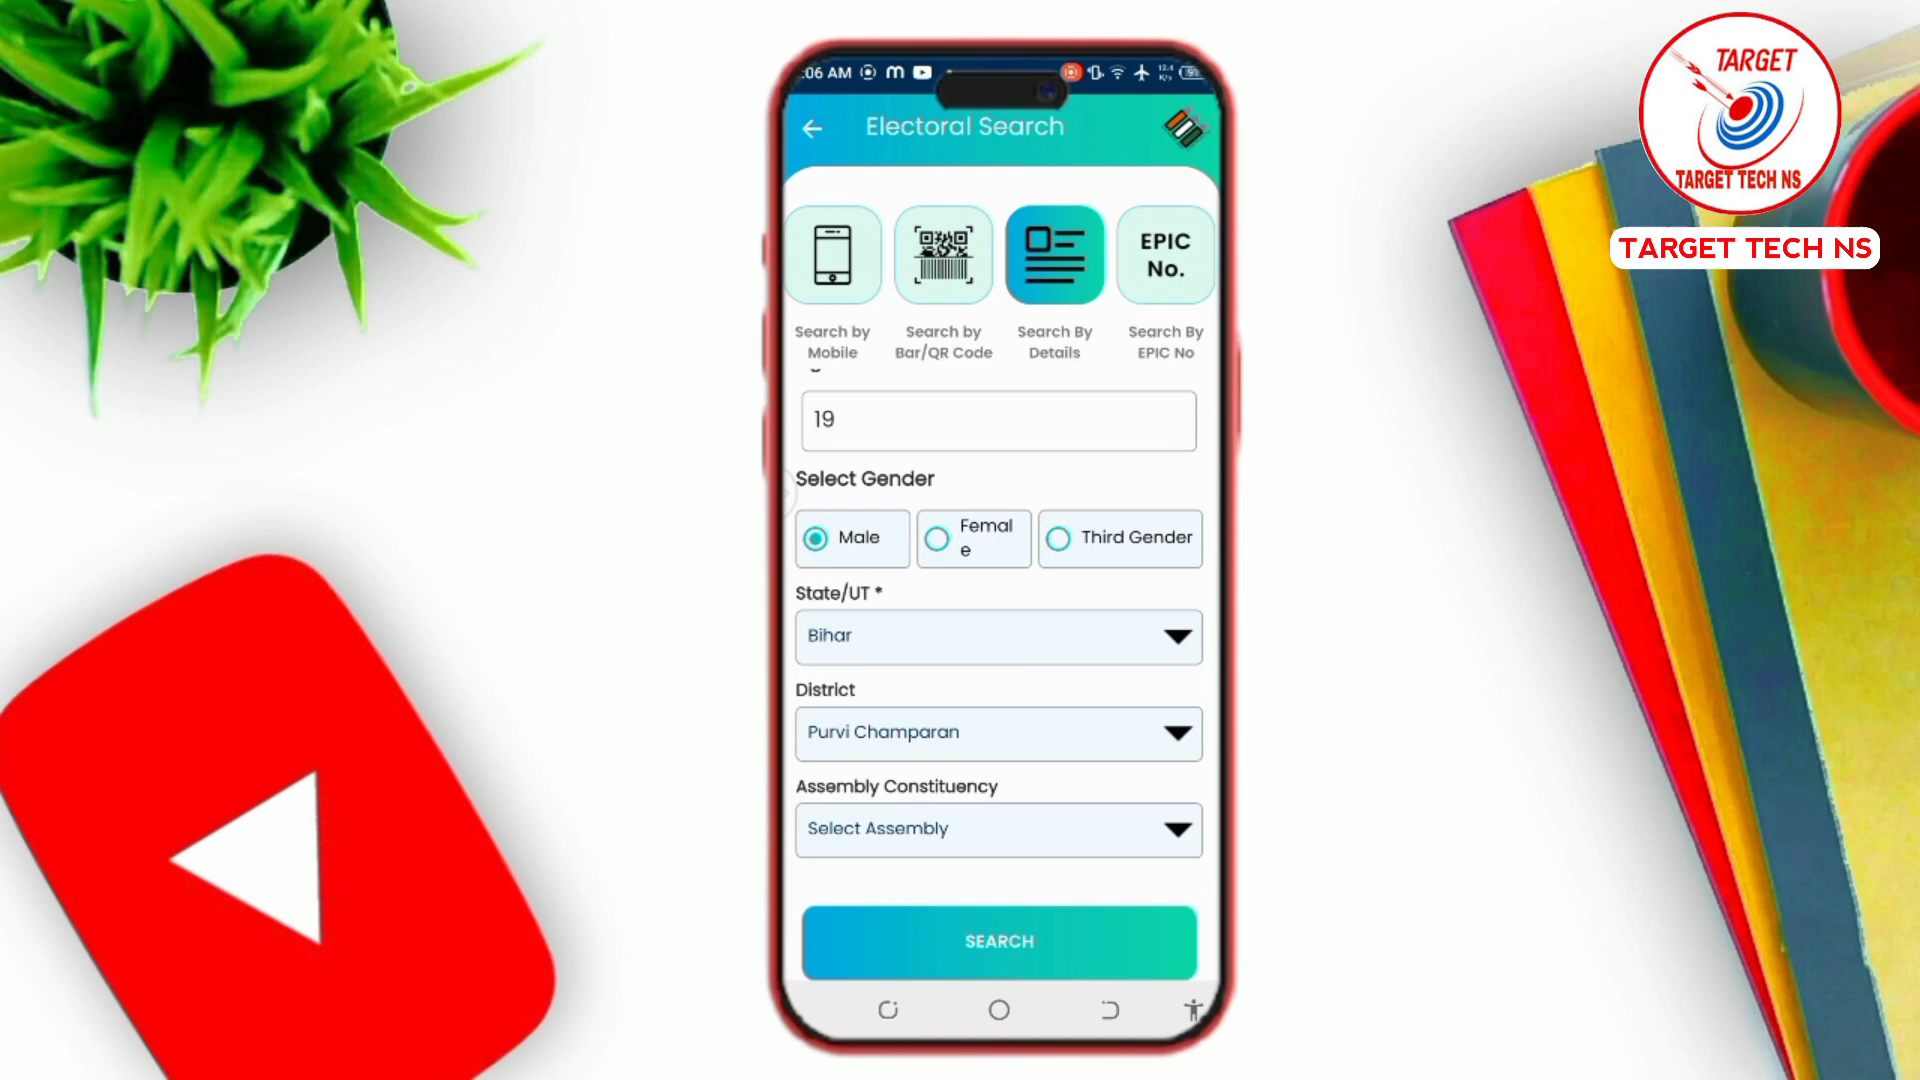 :06 AM
Electoral Search
TARGET
TARGET TECH NS
TARGET TECH NS
EPIC
No.
Search by
Mobile
Search by
Bar/QR Code
Search By
Details
Search By
EPIC No
19
Select Gender
Male
Femal
e
Third Gender
State/UT *
Bihar
District
Purvi Champaran
Assembly Constituency
Select Assembly
SEARCH